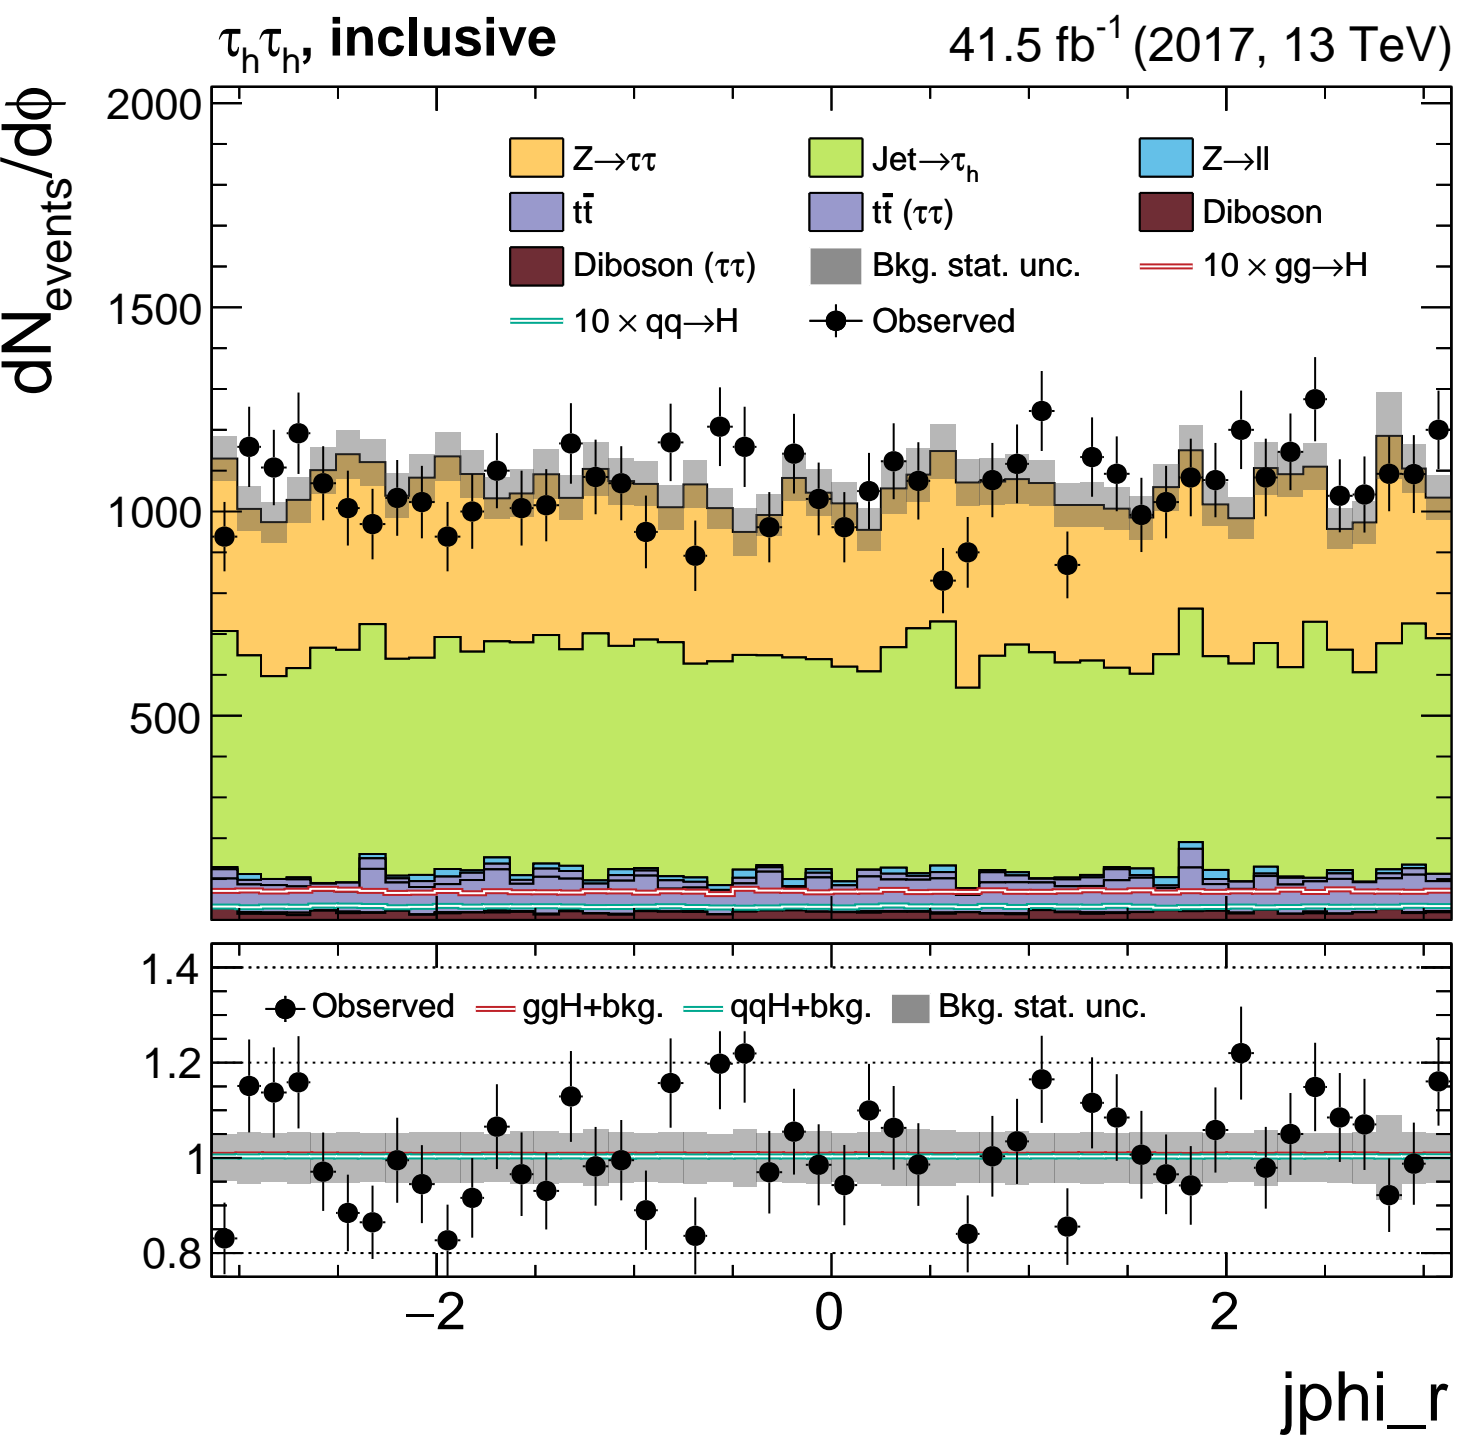 τhτh, inclusive 41.5 fb-1 (2017, 13 TeV)
dNevents/dϕ
2000
1500
1000
500
Z→ττ Jet→τh Z→ll
tt̄ tt̄ (ττ) Diboson
Diboson (ττ) Bkg. stat. unc. 10 × gg→H
10 × qq→H Observed
1.4
1.2
1
0.8
Observed ggH+bkg. qqH+bkg. Bkg. stat. unc.
−2 0 2
jphi_r